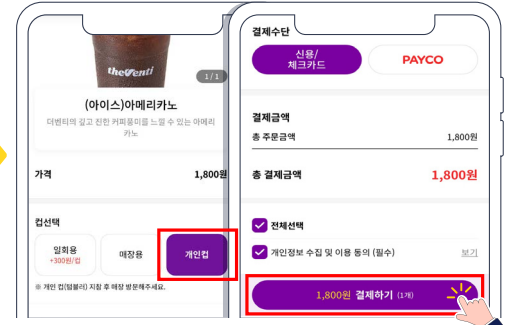 theVenti
1/1
(아이스)아메리카노
더벤티의 깊고 진한 커피풍미를 느낄 수 있는 아메리
카노
가격 1,800원
컵선택
일회용
+300원/컵
매장용
개인컵
※ 개인 컵(텀블러) 지참 후 매장 방문해주세요.
결제수단
신용/
체크카드
PAYCO
결제금액
총 주문금액 1,800원
총 결제금액 1,800원
전체선택
개인정보 수집 및 이용 동의 (필수) 보기
1,800원 결제하기 (1개)